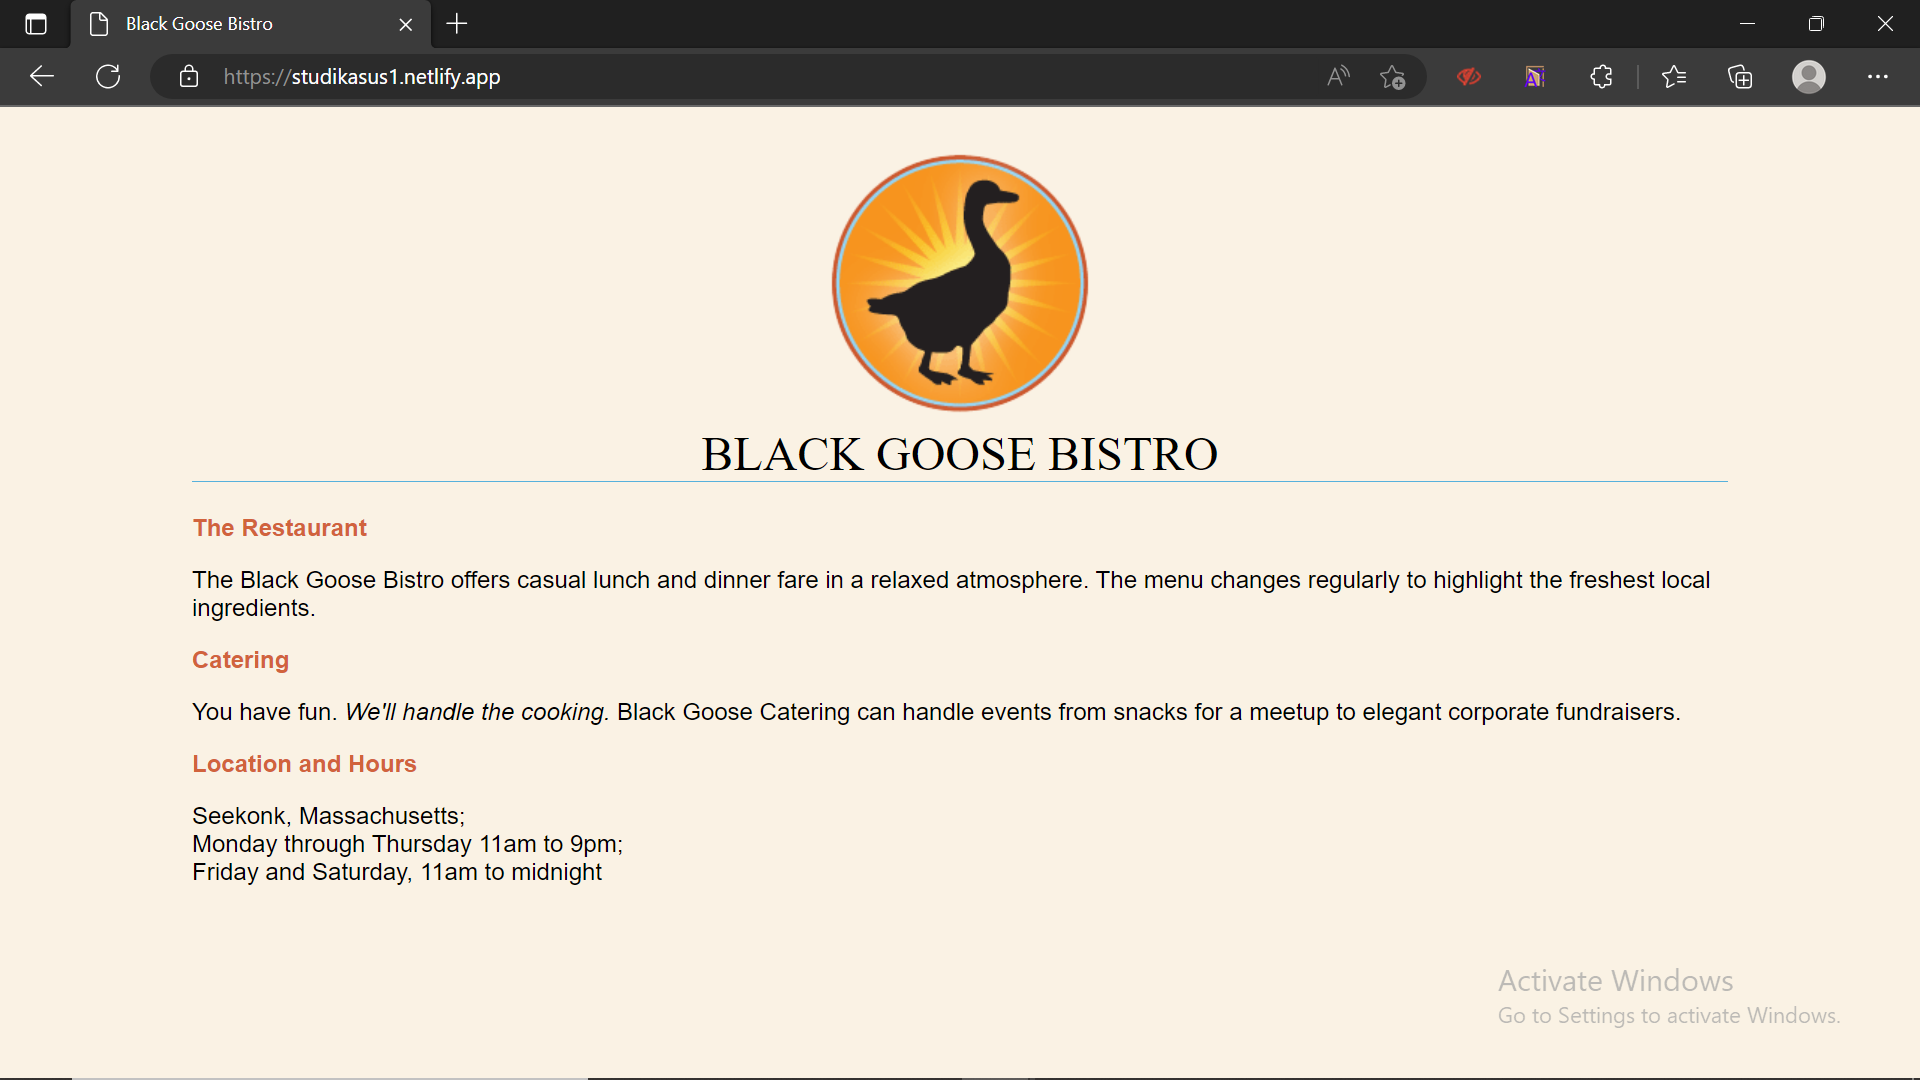 Black Goose Bistro
https://studikasus1.netlify.app
BLACK GOOSE BISTRO
The Restaurant
The Black Goose Bistro offers casual lunch and dinner fare in a relaxed atmosphere. The menu changes regularly to highlight the freshest local
ingredients.
Catering
You have fun. We'll handle the cooking. Black Goose Catering can handle events from snacks for a meetup to elegant corporate fundraisers.
Location and Hours
Seekonk, Massachusetts;
Monday through Thursday 11am to 9pm;
Friday and Saturday, 11am to midnight
Activate Windows
Go to Settings to activate Windows.